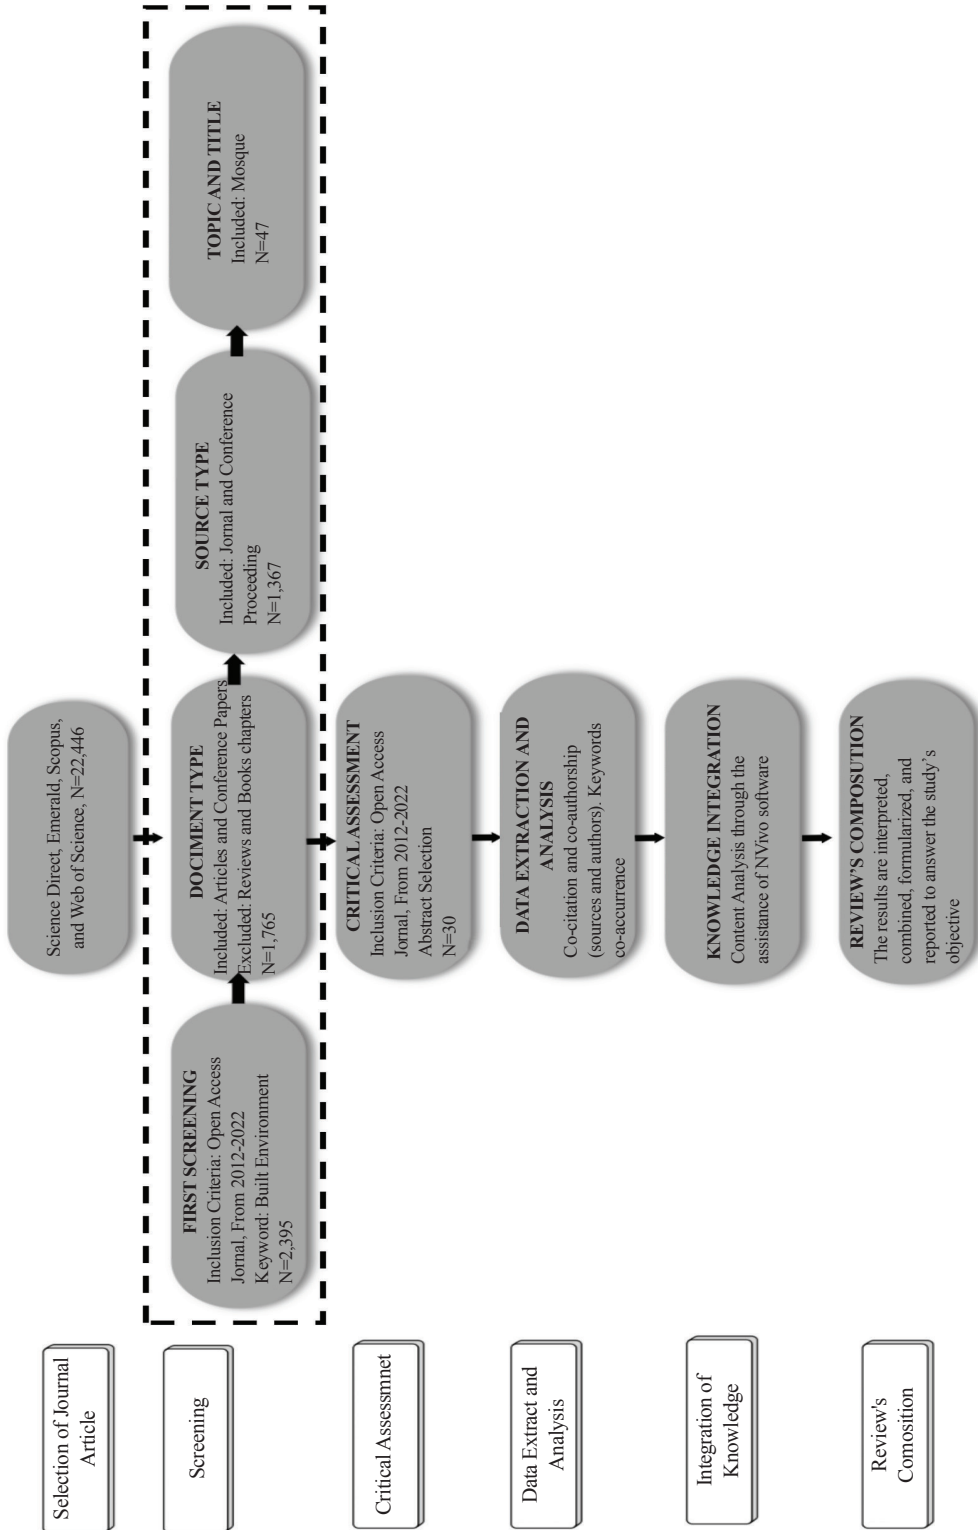 Selection of Journal
Article
Science Direct, Emerald, Scopus,
and Web of Science, N=22,446
Screening
FIRST SCREENING
Inclusion Criteria: Open Access
Jornal, From 2012-2022
Keyword: Built Environment
N=2,395
DOCIMENT TYPE
Included: Articles and Conference Papers
Excluded: Reviews and Books chapters
N=1,765
SOURCE TYPE
Included: Jornal and Conference
Proceeding
N=1,367
TOPIC AND TITLE
Included: Mosque
N=47
Critical Assessmnet
CRITICAL ASSESSMENT
Inclusion Criteria: Open Access
Jornal, From 2012-2022
Abstract Selection
N=30
Data Extract and
Analysis
DATA EXTRACTION AND
ANALYSIS
Co-citation and co-authorship
(sources and authors). Keywords
co-accurrence
Integration of
Knowledge
KNOWLEDGE INTEGRATION
Content Analysis through the
assistance of NVivo software
Review's
Comosition
REVIEW'S COMPOSUTION
The results are interpreted,
combined, formularized, and
reported to answer the study's
objective